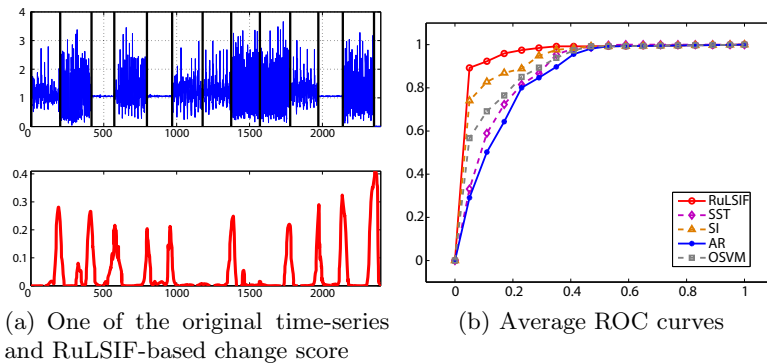 4
3
2
1
0
0 500 1000 1500 2000
0.4
0.3
0.2
0.1
0
0 500 1000 1500 2000
(a) One of the original time-series
and RuLSIF-based change score
1
0.8
0.6
0.4
0.2
0
0 0.2 0.4 0.6 0.8 1
RuLSIF
SST
SI
AR
OSVM
(b) Average ROC curves